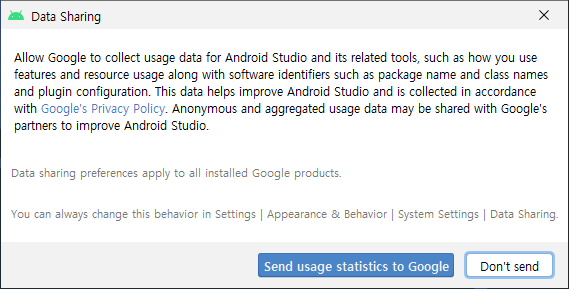 Data Sharing
Allow Google to collect usage data for Android Studio and its related tools, such as how you use
features and resource usage along with software identifiers such as package name and class names
and plugin configuration. This data helps improve Android Studio and is collected in accordance
with Google's Privacy Policy. Anonymous and aggregated usage data may be shared with Google's
partners to improve Android Studio.
Data sharing preferences apply to all installed Google products.
You can always change this behavior in Settings | Appearance & Behavior | System Settings | Data Sharing.
Send usage statistics to Google
Don't send